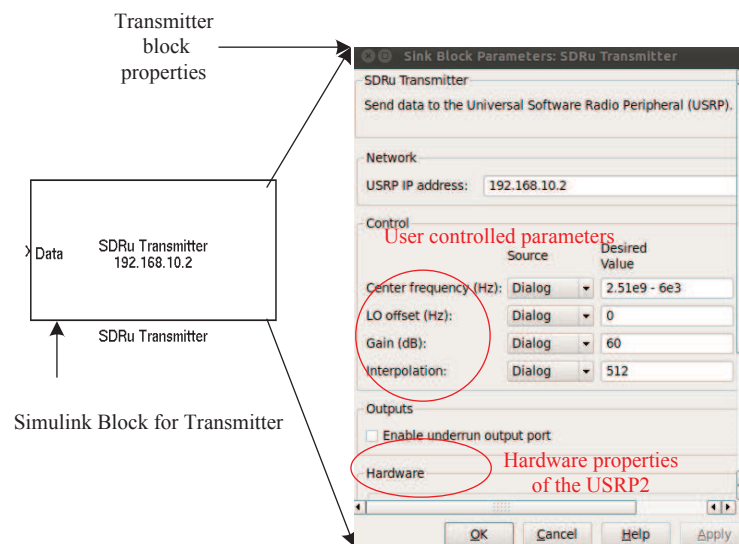 Transmitter
block
properties
Sink Block Parameters: SDRu Transmitter
SDRu Transmitter
Send data to the Universal Software Radio Peripheral (USRP).
Network
USRP IP address: 192.168.10.2
Control
User controlled parameters
Source Desired Value
Center frequency (Hz): Dialog 2.51e9 - 6e3
LO offset (Hz): Dialog 0
Gain (dB): Dialog 60
Interpolation: Dialog 512
Outputs
Enable underrun output port
Hardware
Hardware properties
of the USRP2
OK Cancel Help Apply
Data
SDRu Transmitter
192.168.10.2
SDRu Transmitter
Simulink Block for Transmitter